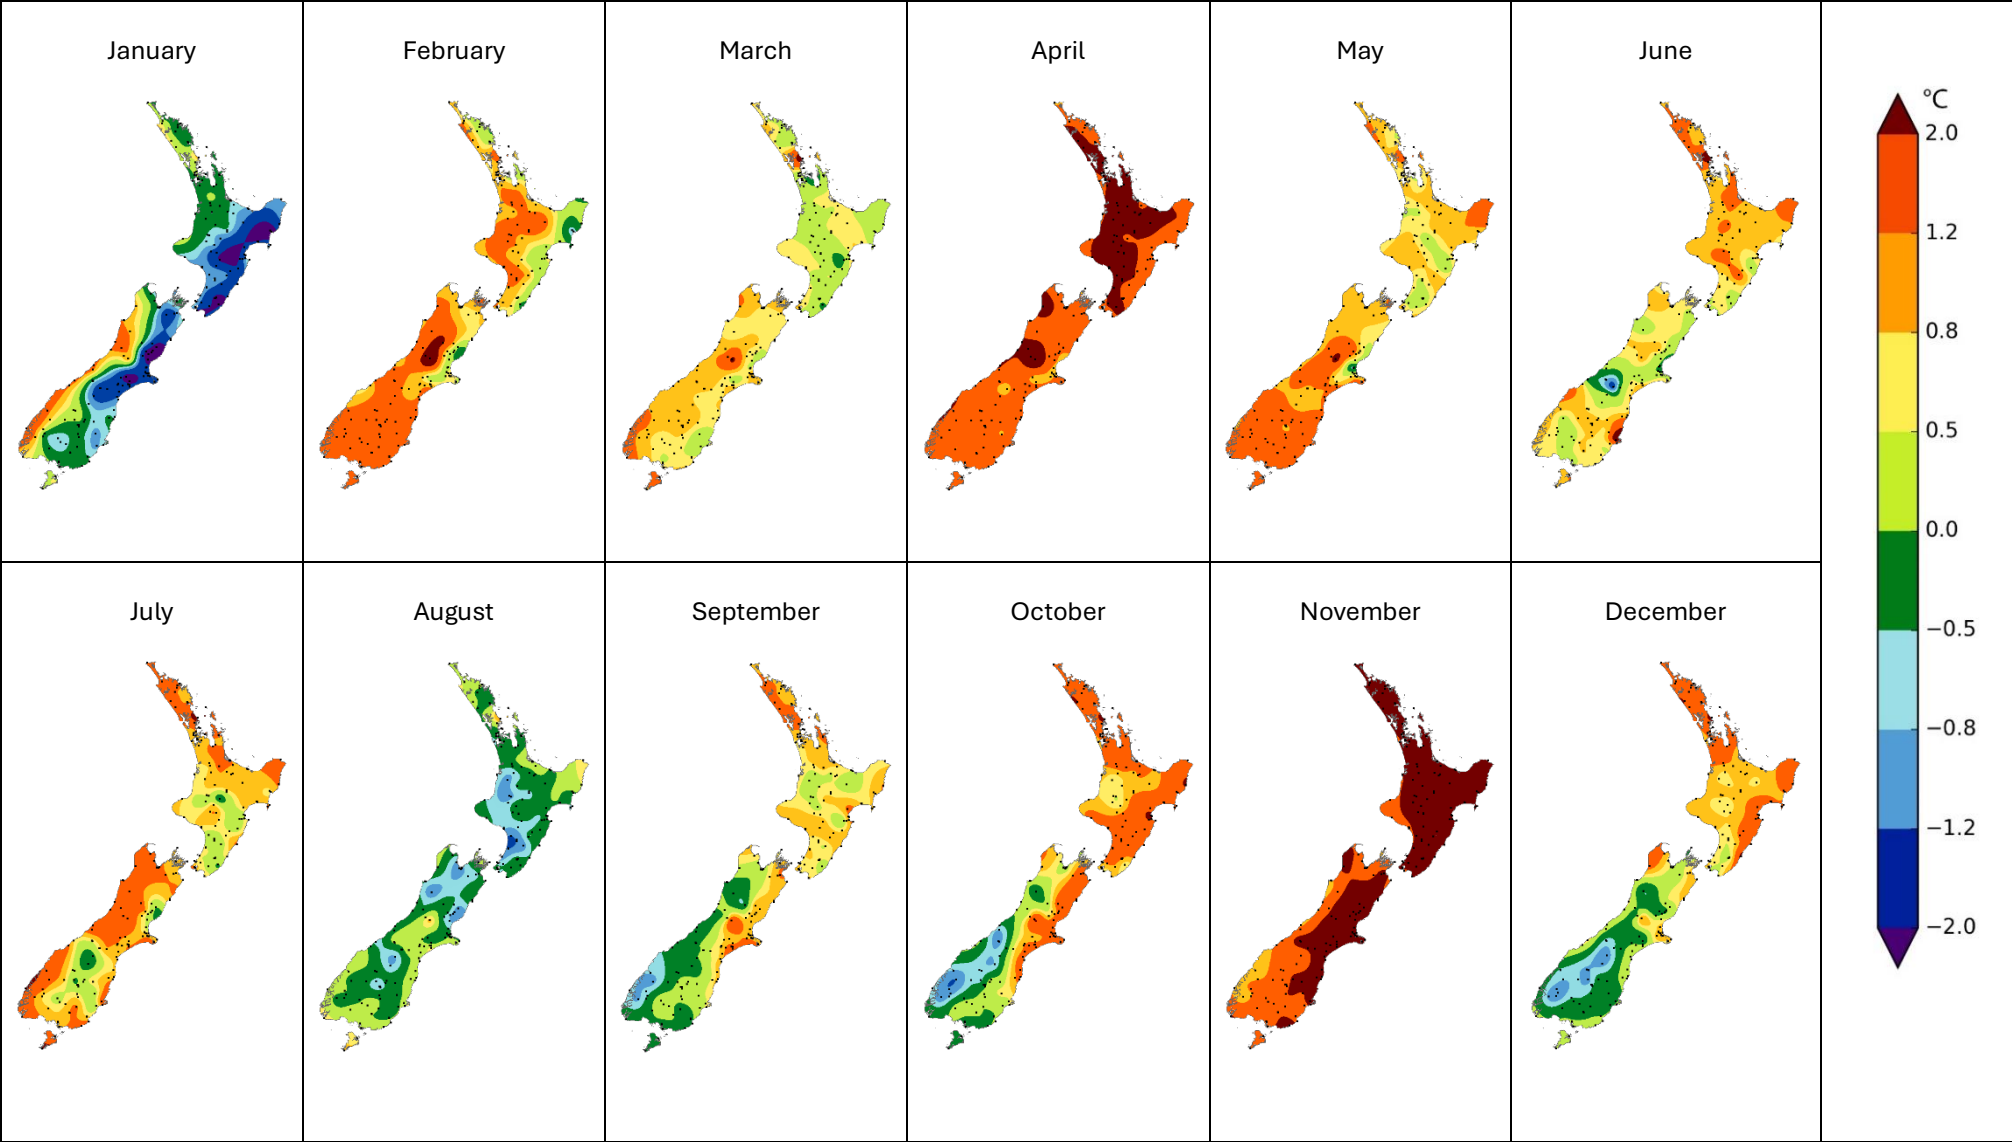 January
February
March
April
May
June
°C
2.0
1.2
0.8
0.5
0.0
−0.5
−0.8
−1.2
−2.0
July
August
September
October
November
December